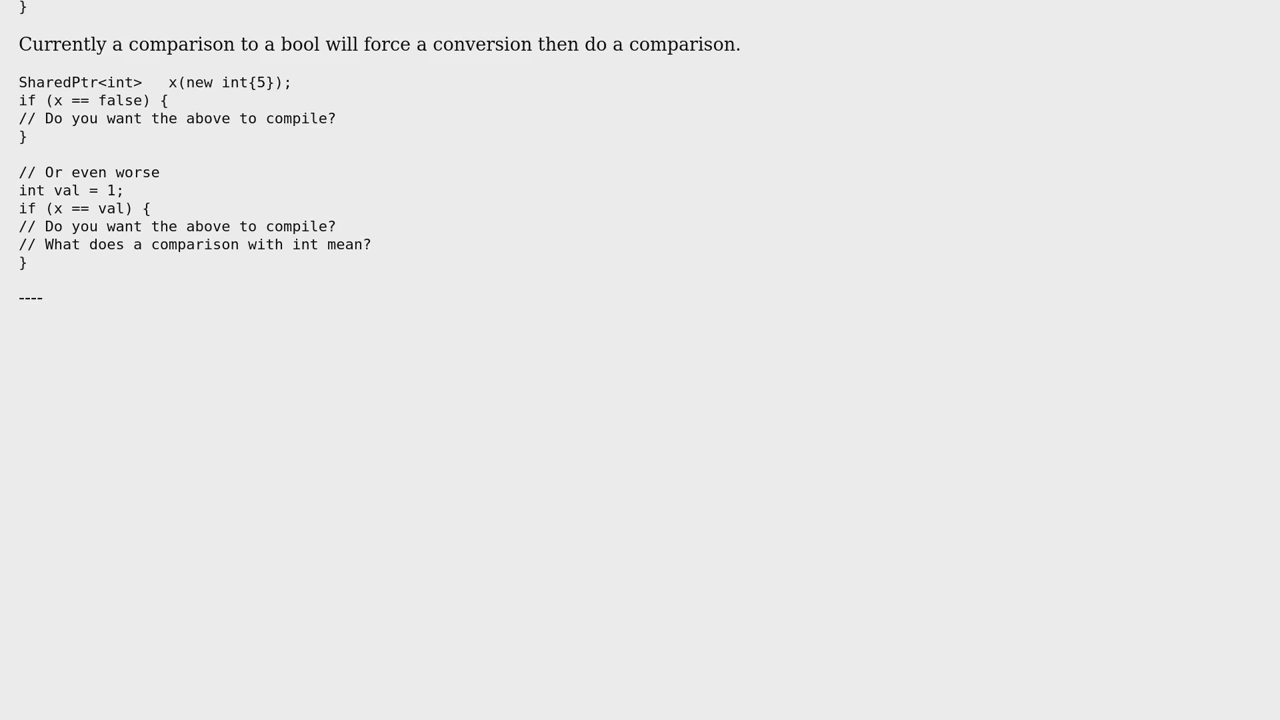 }
Currently a comparison to a bool will force a conversion then do a comparison.
SharedPtr<int>   x(new int{5});
if (x == false) {
// Do you want the above to compile?
}
// Or even worse
int val = 1;
if (x == val) {
// Do you want the above to compile?
// What does a comparison with int mean?
}
----